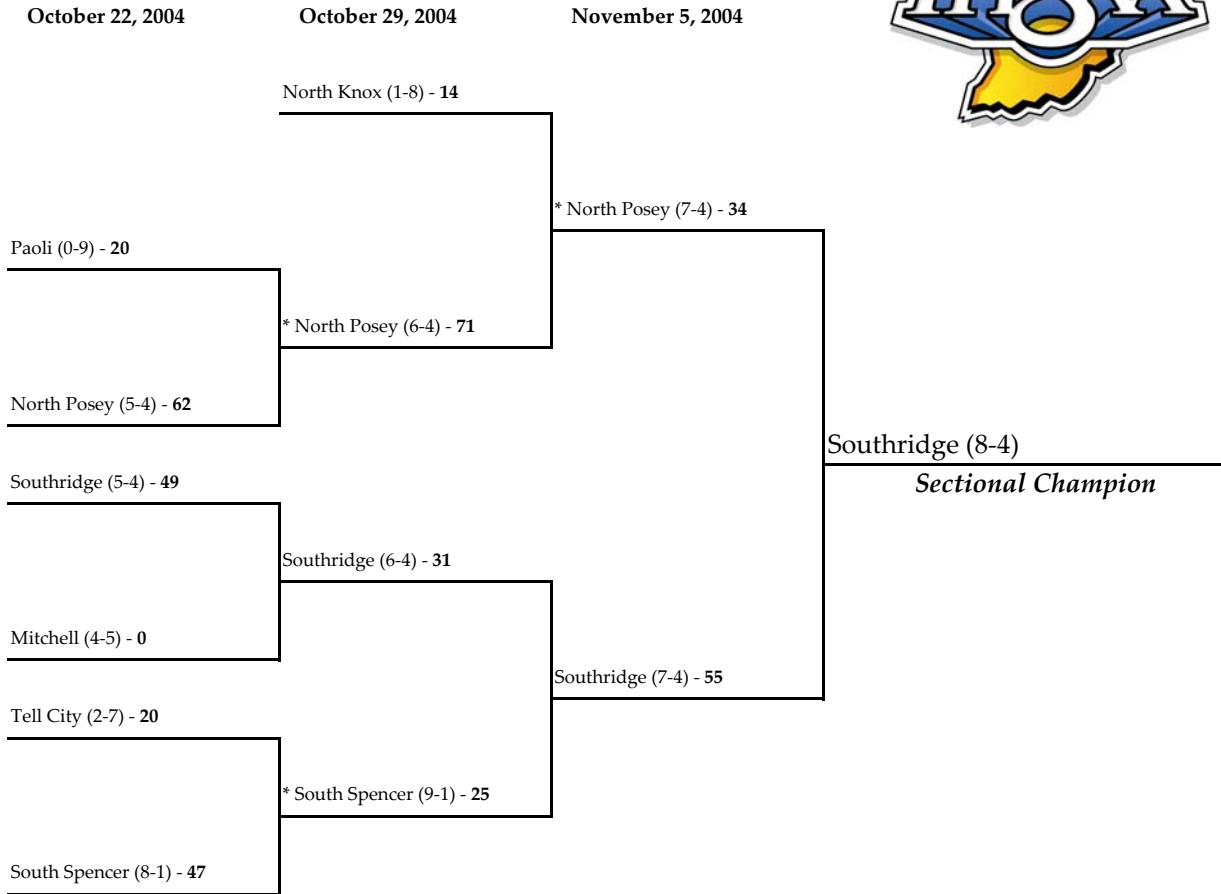 October 22, 2004 October 29, 2004 November 5, 2004
North Knox (1-8) - 14
* North Posey (7-4) - 34
Paoli (0-9) - 20
* North Posey (6-4) - 71
North Posey (5-4) - 62
Southridge (8-4)
Southridge (5-4) - 49
Sectional Champion
Southridge (6-4) - 31
Mitchell (4-5) - 0
Southridge (7-4) - 55
Tell City (2-7) - 20
* South Spencer (9-1) - 25
South Spencer (8-1) - 47